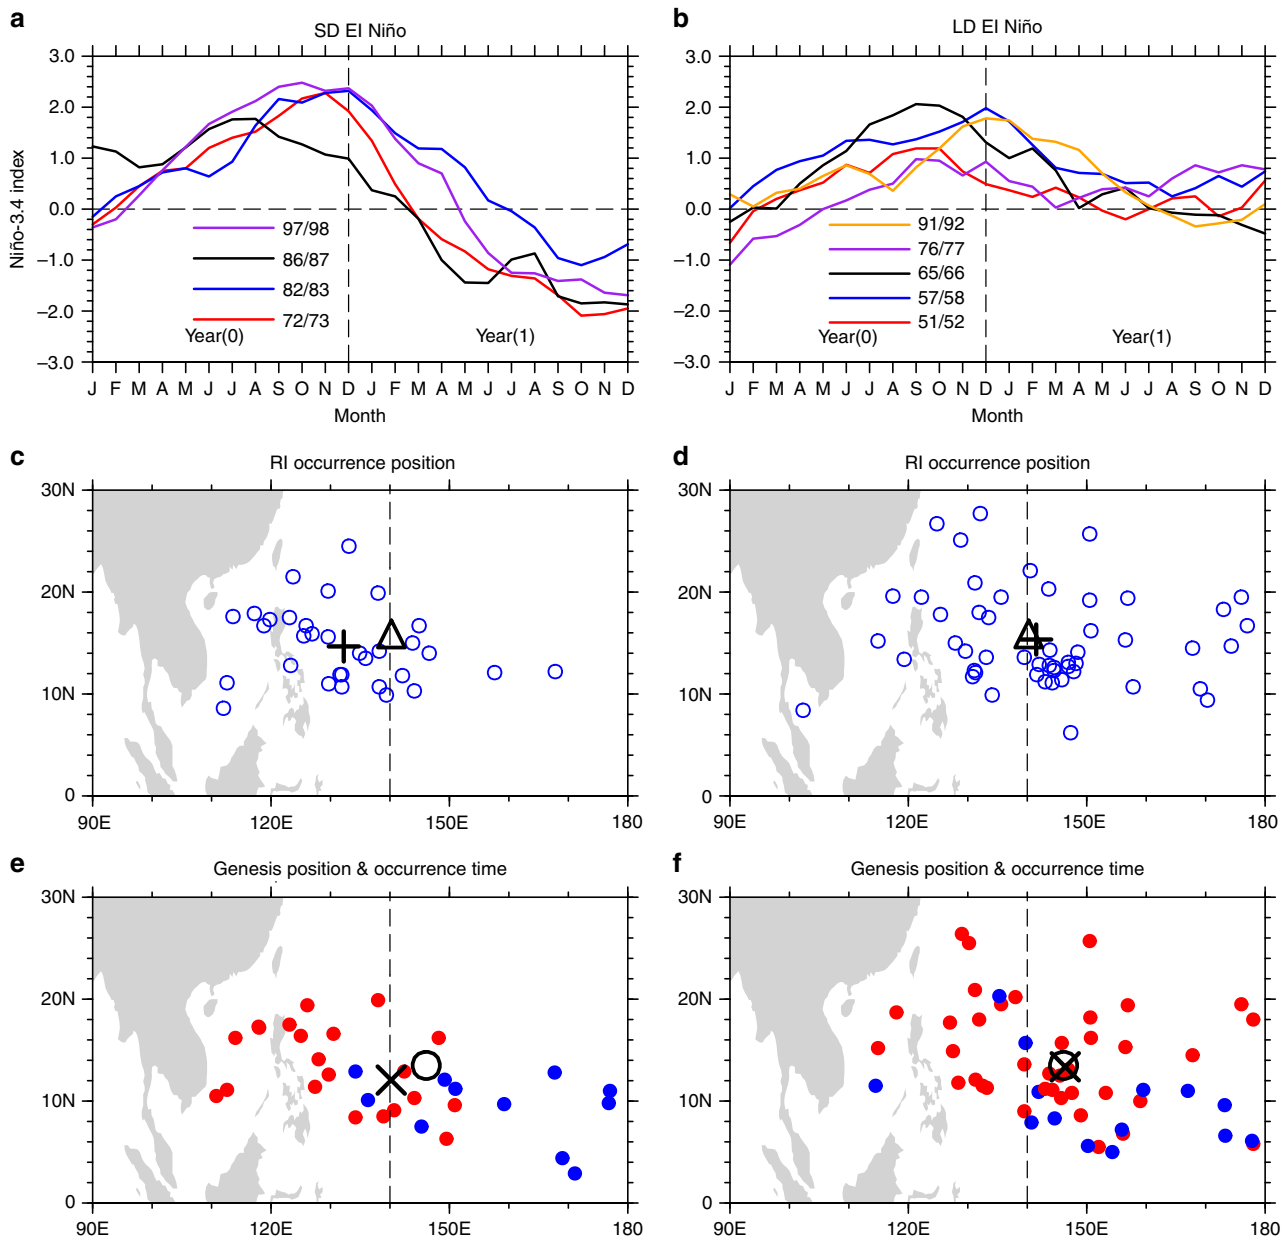 a
SD El Niño
3.0
2.0
1.0
0.0
−1.0
−2.0
−3.0
Niño-3.4 index
97/98
86/87
82/83
72/73
Year(0)
Year(1)
J F M A M J J A S O N D J F M A M J J A S O N D
Month
b
LD El Niño
3.0
2.0
1.0
0.0
−1.0
−2.0
−3.0
91/92
76/77
65/66
57/58
51/52
Year(0)
Year(1)
J F M A M J J A S O N D J F M A M J J A S O N D
Month
c
RI occurrence position
30N
20N
10N
0
90E 120E 150E 180
d
RI occurrence position
30N
20N
10N
0
90E 120E 150E 180
e
Genesis position & occurrence time
30N
20N
10N
0
90E 120E 150E 180
f
Genesis position & occurrence time
30N
20N
10N
0
90E 120E 150E 180